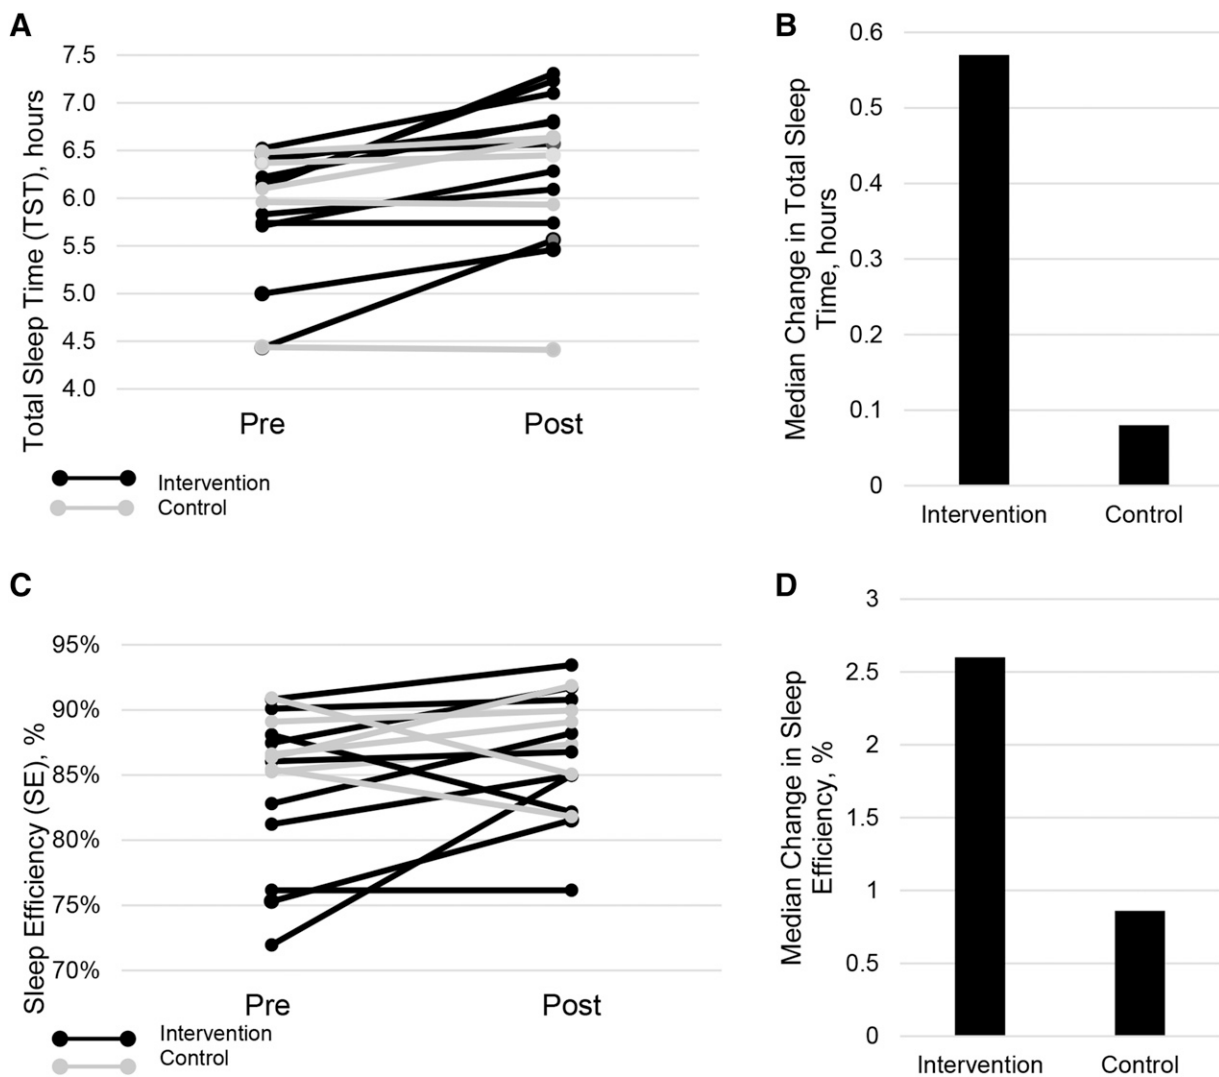 A
Total Sleep Time (TST), hours
7.5
7.0
6.5
6.0
5.5
5.0
4.5
4.0
Pre
Post
Intervention
Control
B
Median Change in Total Sleep
Time, hours
0.6
0.5
0.4
0.3
0.2
0.1
0
Intervention
Control
C
Sleep Efficiency (SE), %
95%
90%
85%
80%
75%
70%
Pre
Post
Intervention
Control
D
Median Change in Sleep
Efficiency, %
3
2.5
2
1.5
1
0.5
0
Intervention
Control